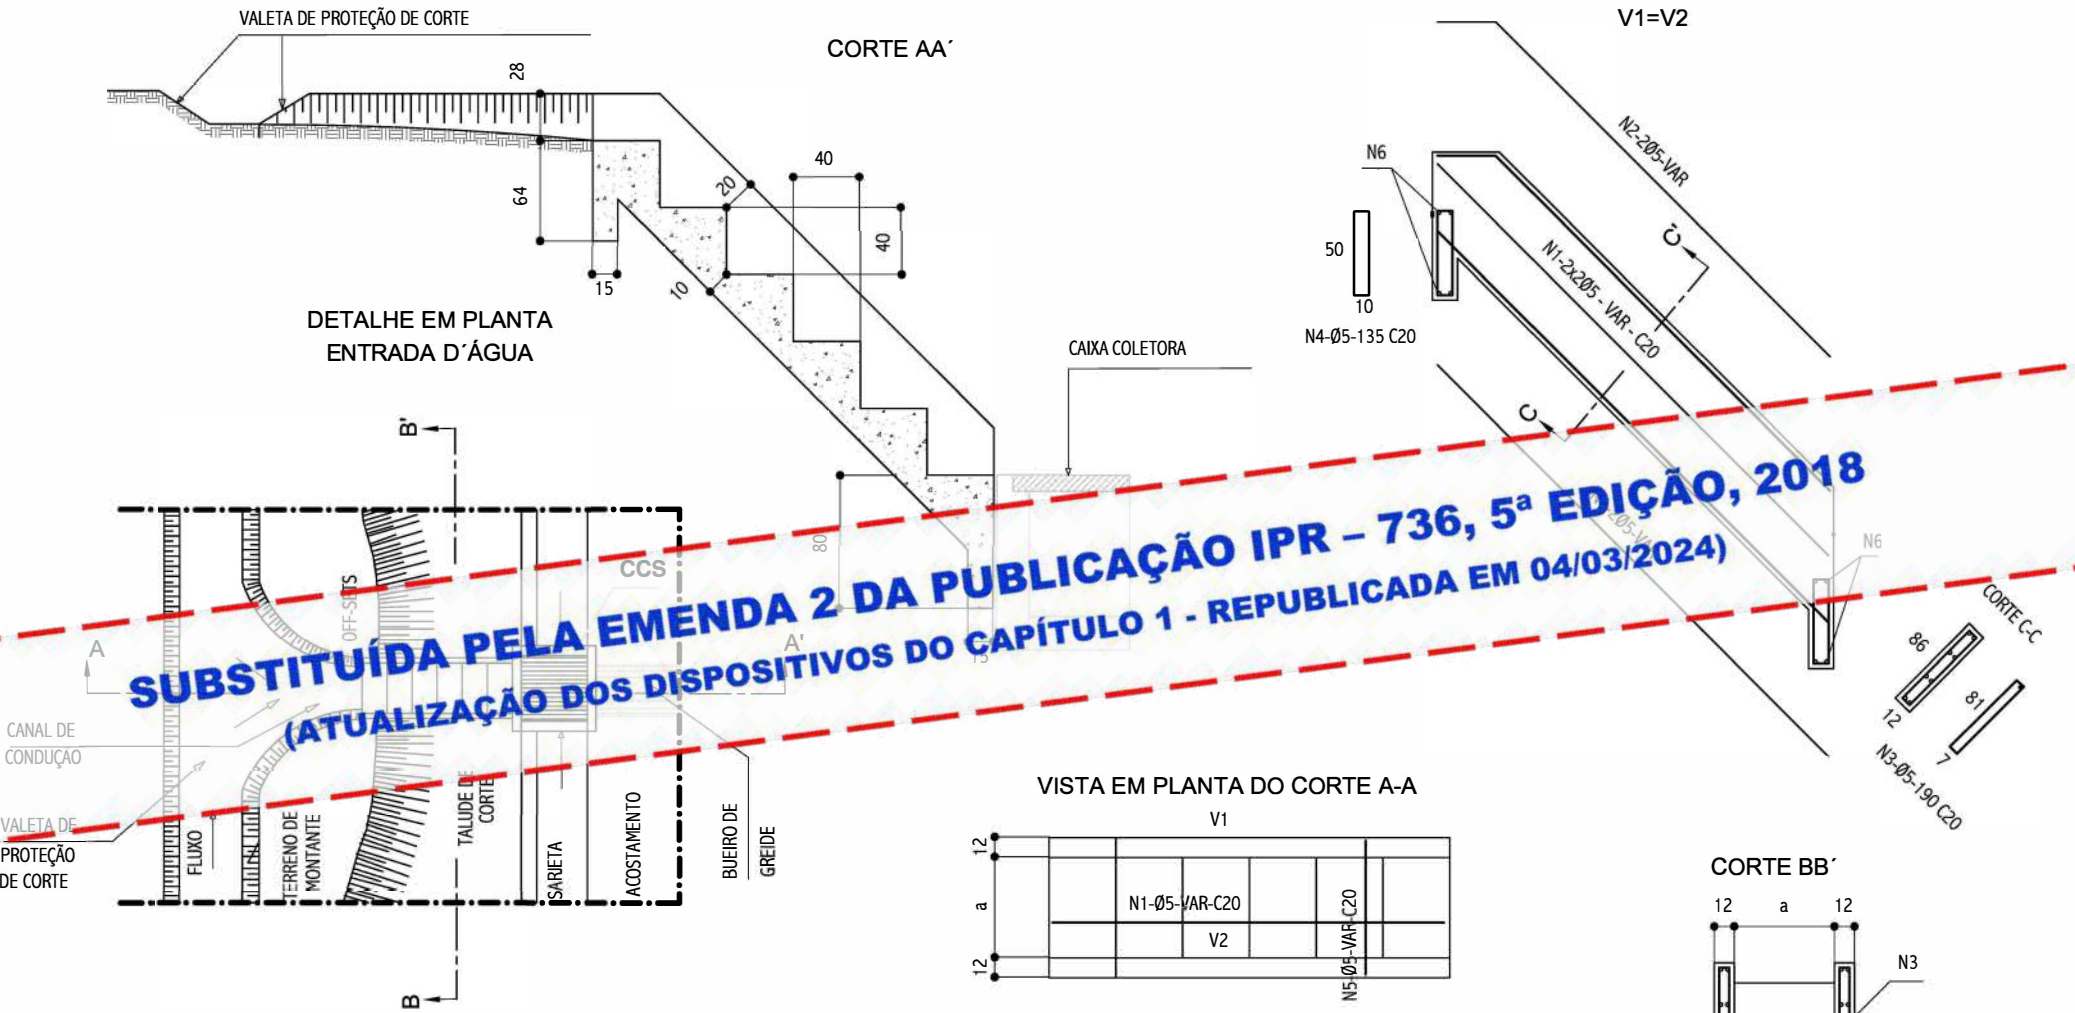 VALETA DE PROTEÇÃO DE CORTE
CORTE AA´
V1=V2
28
64
15
20
10
40
40
80
15
CAIXA COLETORA
N2-2Ø5-VAR
N6
50
10
N4-Ø5-135 C20
N1-2x2Ø5 - VAR - C20
C'
C
N6
CORTE C-C
86
12
81
7
N3-Ø5-190 C20
DETALHE EM PLANTA
ENTRADA D´ÁGUA
B'
CCS
OFF-SETS
A
A'
CANAL DE
CONDUÇAO
VALETA DE
PROTEÇÃO
DE CORTE
FLUXO
TERRENO DE
MONTANTE
TALUDE DE
CORTE
SARJETA
ACOSTAMENTO
BUEIRO DE
GREIDE
B
SUBSTITUÍDA PELA EMENDA 2 DA PUBLICAÇÃO IPR – 736, 5ª EDIÇÃO, 2018
(ATUALIZAÇÃO DOS DISPOSITIVOS DO CAPÍTULO 1 - REPUBLICADA EM 04/03/2024)
VISTA EM PLANTA DO CORTE A-A
V1
12
a
12
N1-Ø5-VAR-C20
V2
N5-Ø5-VAR-C20
CORTE BB´
12 a 12
N3